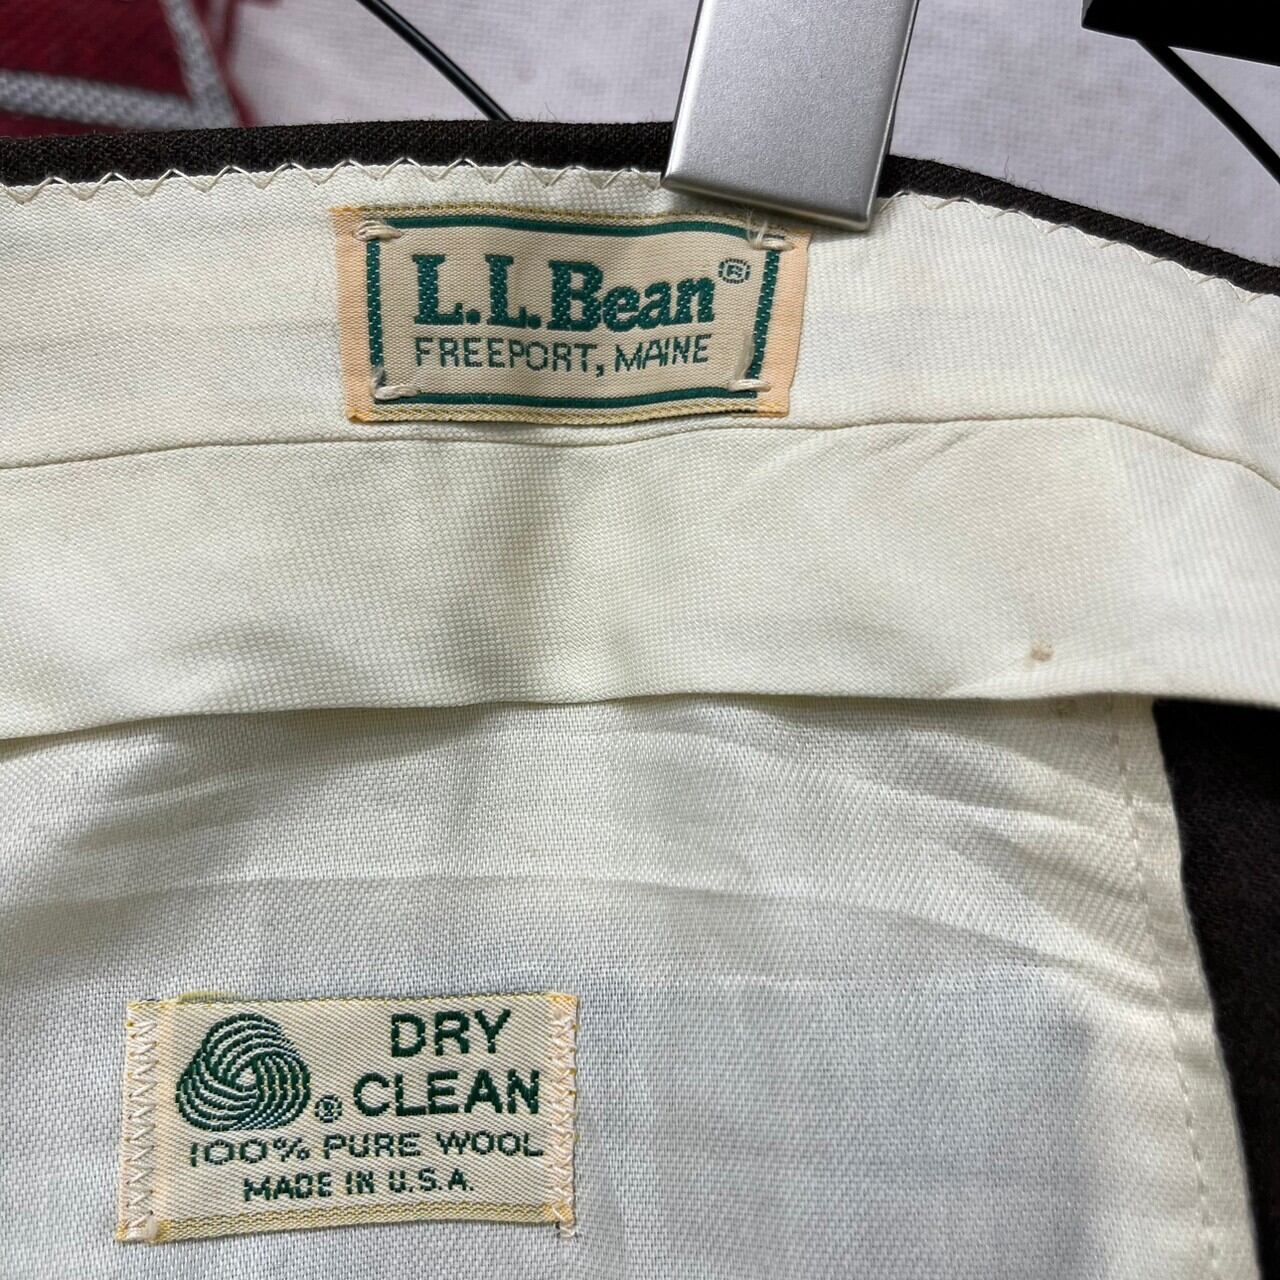 L.L.Bean®
FREEPORT, MAINE
DRY
® CLEAN
100% PURE WOOL
MADE IN U.S.A.